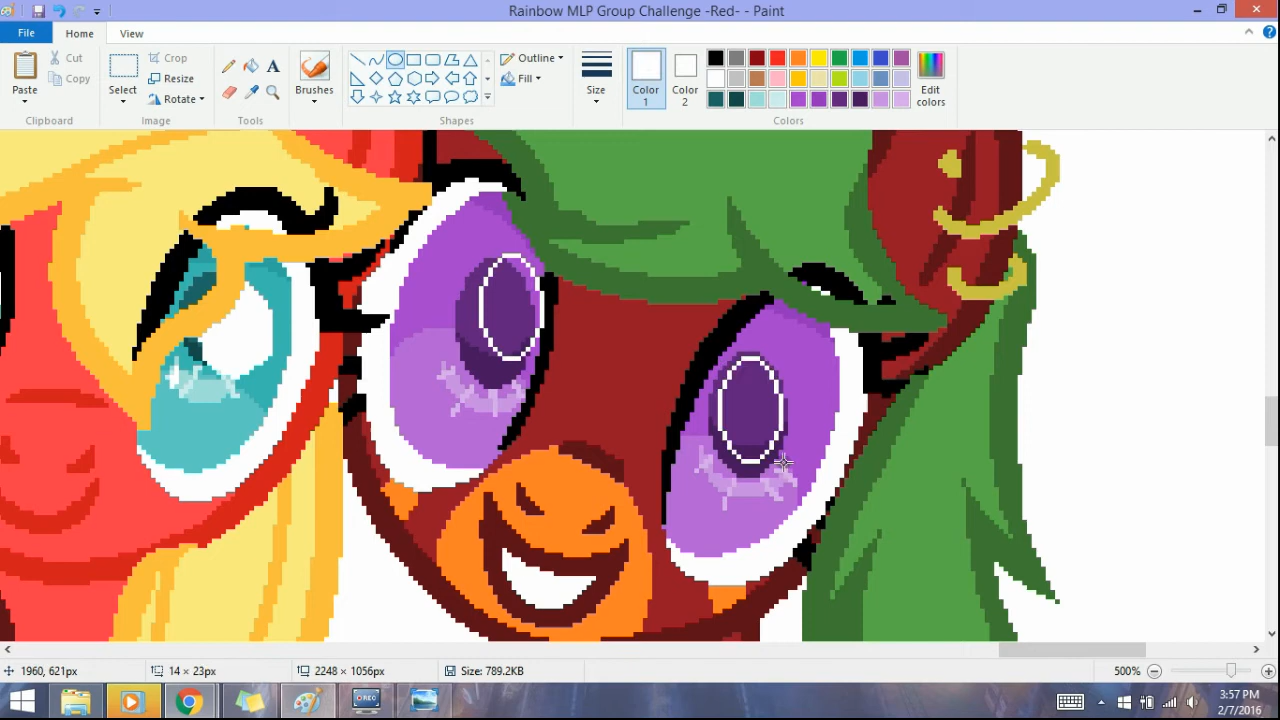 Rainbow MLP Group Challenge -Red- - Paint
File Home View
Paste
Cut
Copy
Clipboard
Select
Crop
Resize
Rotate
Image
A
Tools
Brushes
Outline
Fill
Shapes
Size
Color 1
Color 2
Edit colors
Colors
1960, 621px
14 × 23px
2248 × 1056px
Size: 789.2KB
500%
REC
3:57 PM
2/7/2016